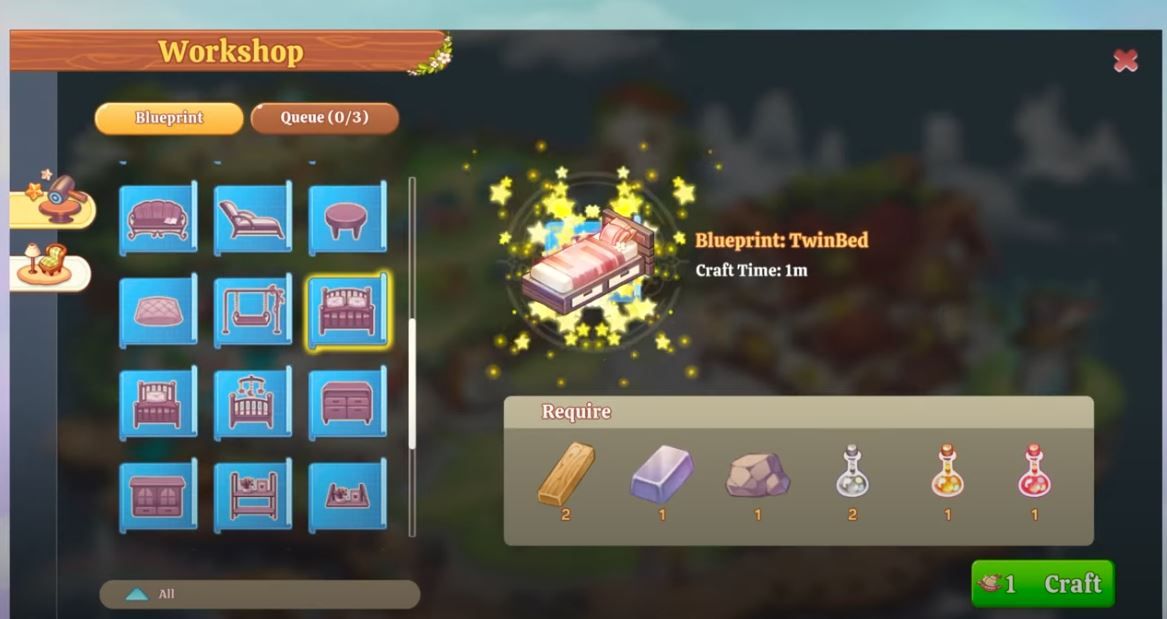 Workshop
Blueprint
Queue (0/3)
Blueprint: TwinBed
Craft Time: 1m
Require
2 1 1 2 1 1
All
1 Craft